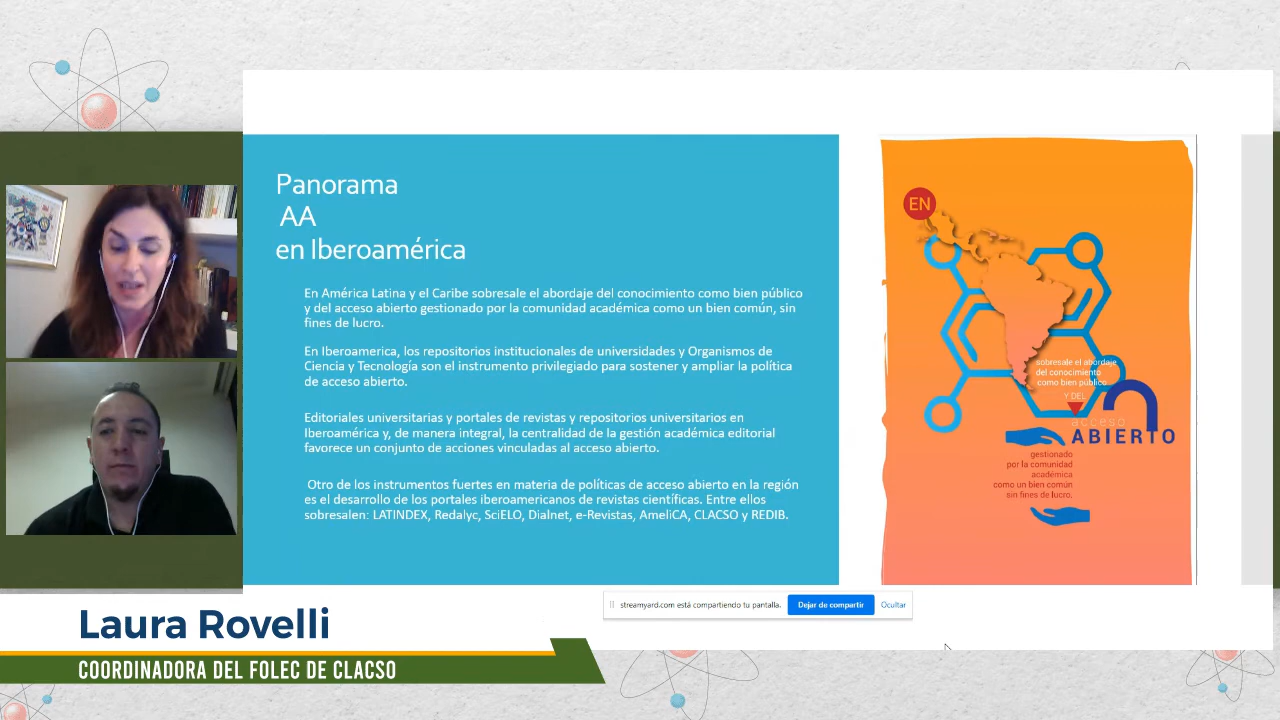 Panorama
AA
en Iberoamérica
En América Latina y el Caribe sobresale el abordaje del conocimiento como bien público
y del acceso abierto gestionado por la comunidad académica como un bien común, sin
fines de lucro.
En Iberoamerica, los repositorios institucionales de universidades y Organismos de
Ciencia y Tecnología son el instrumento privilegiado para sostener y ampliar la política
de acceso abierto.
Editoriales universitarias y portales de revistas y repositorios universitarios en
Iberoamérica y, de manera integral, la centralidad de la gestión académica editorial
favorece un conjunto de acciones vinculadas al acceso abierto.
Otro de los instrumentos fuertes en materia de políticas de acceso abierto en la región
es el desarrollo de los portales iberoamericanos de revistas científicas. Entre ellos
sobresalen: LATINDEX, Redalyc, SciELO, Dialnet, e-Revistas, AmeliCA, CLACSO y REDIB.
EN
sobresale el abordaje
del conocimiento
como bien público
Y DEL
acceso
ABIERTO
gestionado
por la comunidad
académica
como un bien común
sin fines de lucro.
streamyard.com está compartiendo tu pantalla.
Dejar de compartir
Ocultar
Laura Rovelli
COORDINADORA DEL FOLEC DE CLACSO